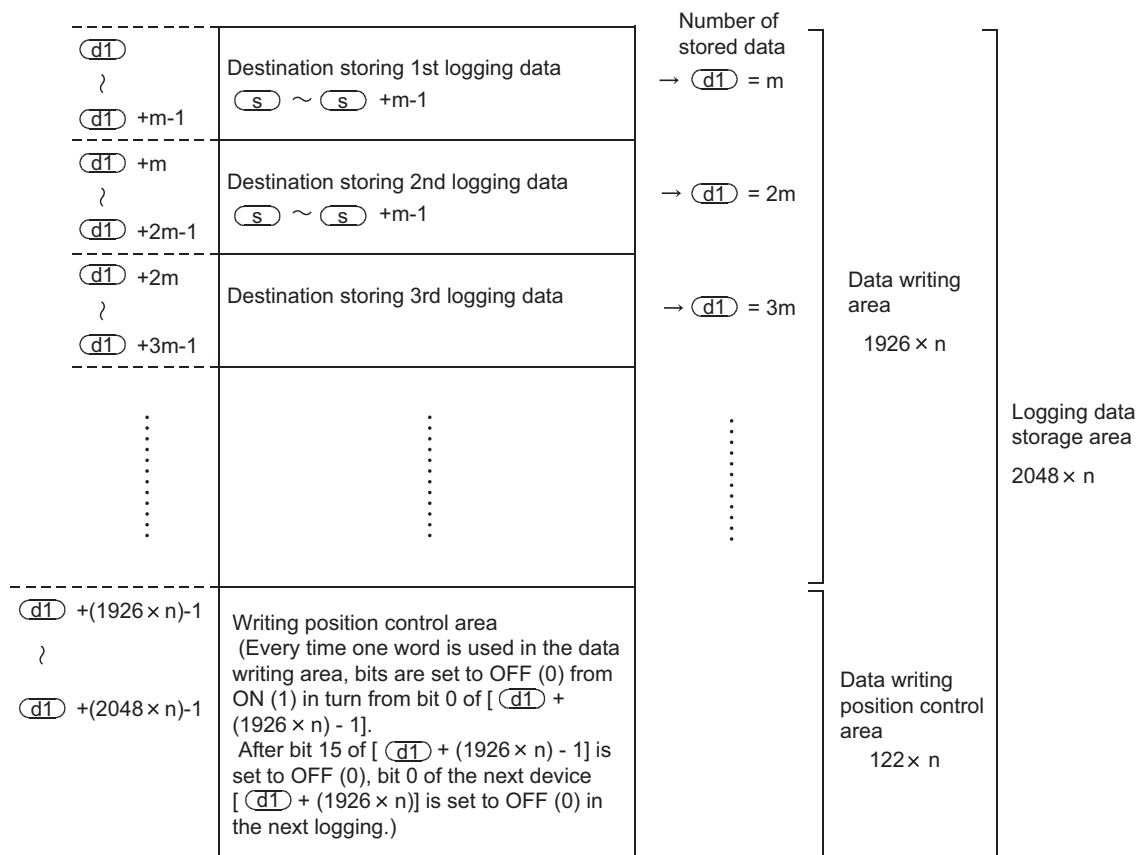 Number of
stored data
d1
～
d1 +m-1
Destination storing 1st logging data
s ～ s +m-1
→ d1 = m
d1 +m
～
d1 +2m-1
Destination storing 2nd logging data
s ～ s +m-1
→ d1 = 2m
d1 +2m
～
d1 +3m-1
Destination storing 3rd logging data
→ d1 = 3m
Data writing
area
1926 × n
Logging data
storage area
2048 × n
d1 +(1926 × n)-1
～
d1 +(2048 × n)-1
Writing position control area
(Every time one word is used in the data
writing area, bits are set to OFF (0) from
ON (1) in turn from bit 0 of [ d1 +
(1926 × n) - 1].
After bit 15 of [ d1 + (1926 × n) - 1] is
set to OFF (0), bit 0 of the next device
[ d1 + (1926 × n)] is set to OFF (0) in
the next logging.)
Data writing
position control
area
122× n